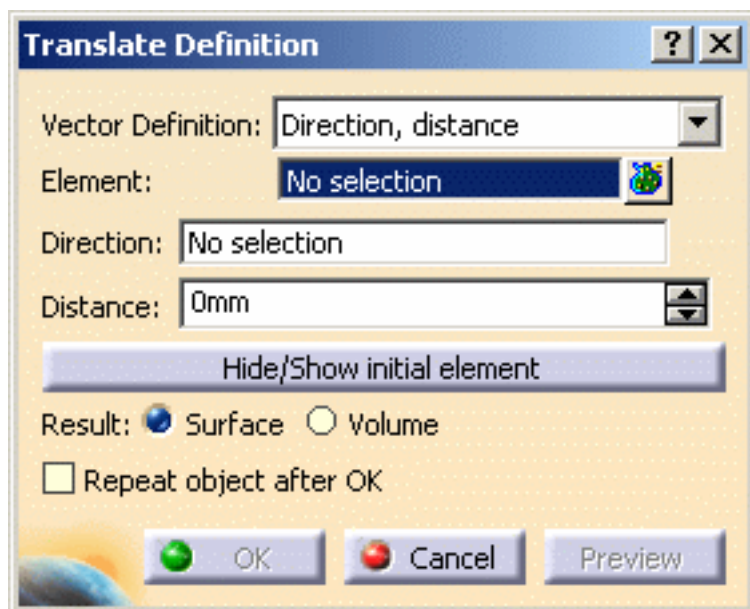 Translate Definition ? X
Vector Definition: Direction, distance
Element: No selection
Direction: No selection
Distance: 0mm
Hide/Show initial element
Result: Surface Volume
Repeat object after OK
OK Cancel Preview